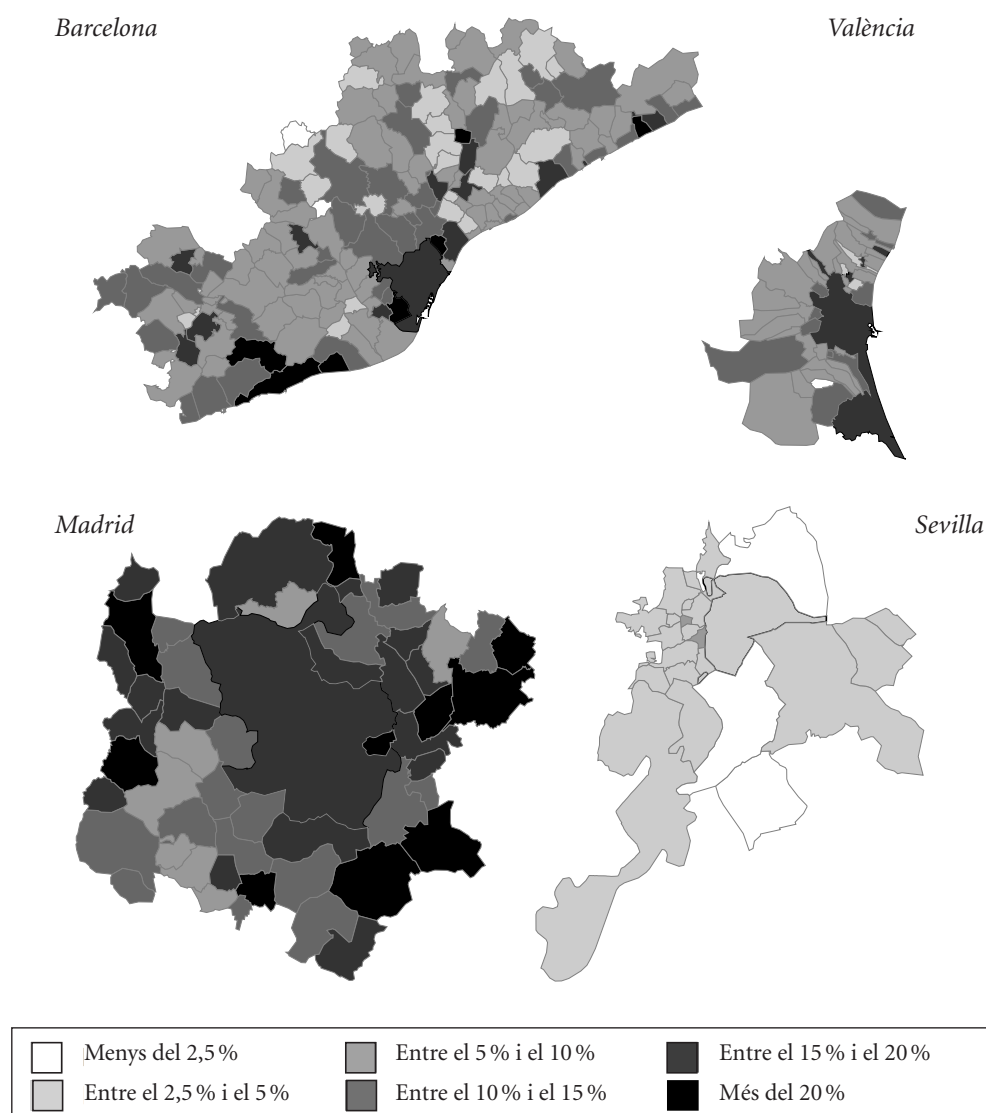 Barcelona
València
Madrid
Sevilla
Menys del 2,5 %
Entre el 5 % i el 10 %
Entre el 15 % i el 20 %
Entre el 2,5 % i el 5 %
Entre el 10 % i el 15 %
Més del 20 %